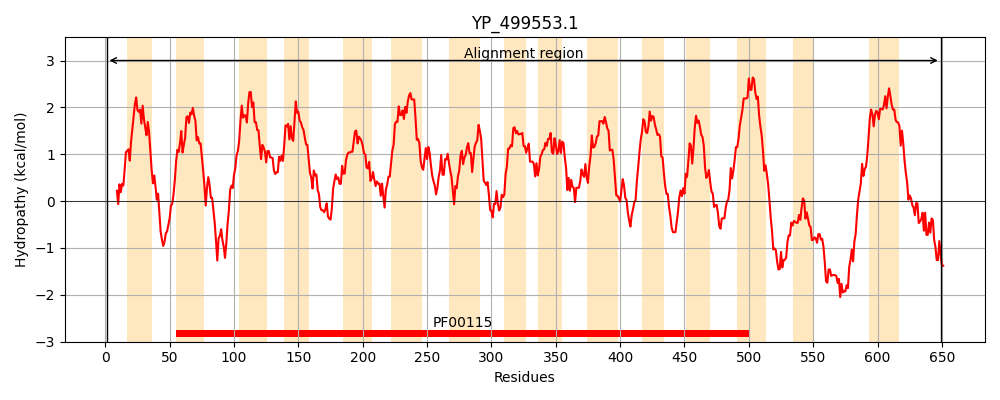 YP_499553.1
Alignment region
3
2
1
0
−1
−2
−3
Hydropathy (kcal/mol)
PF00115
0 50 100 150 200 250 300 350 400 450 500 550 600 650
Residues